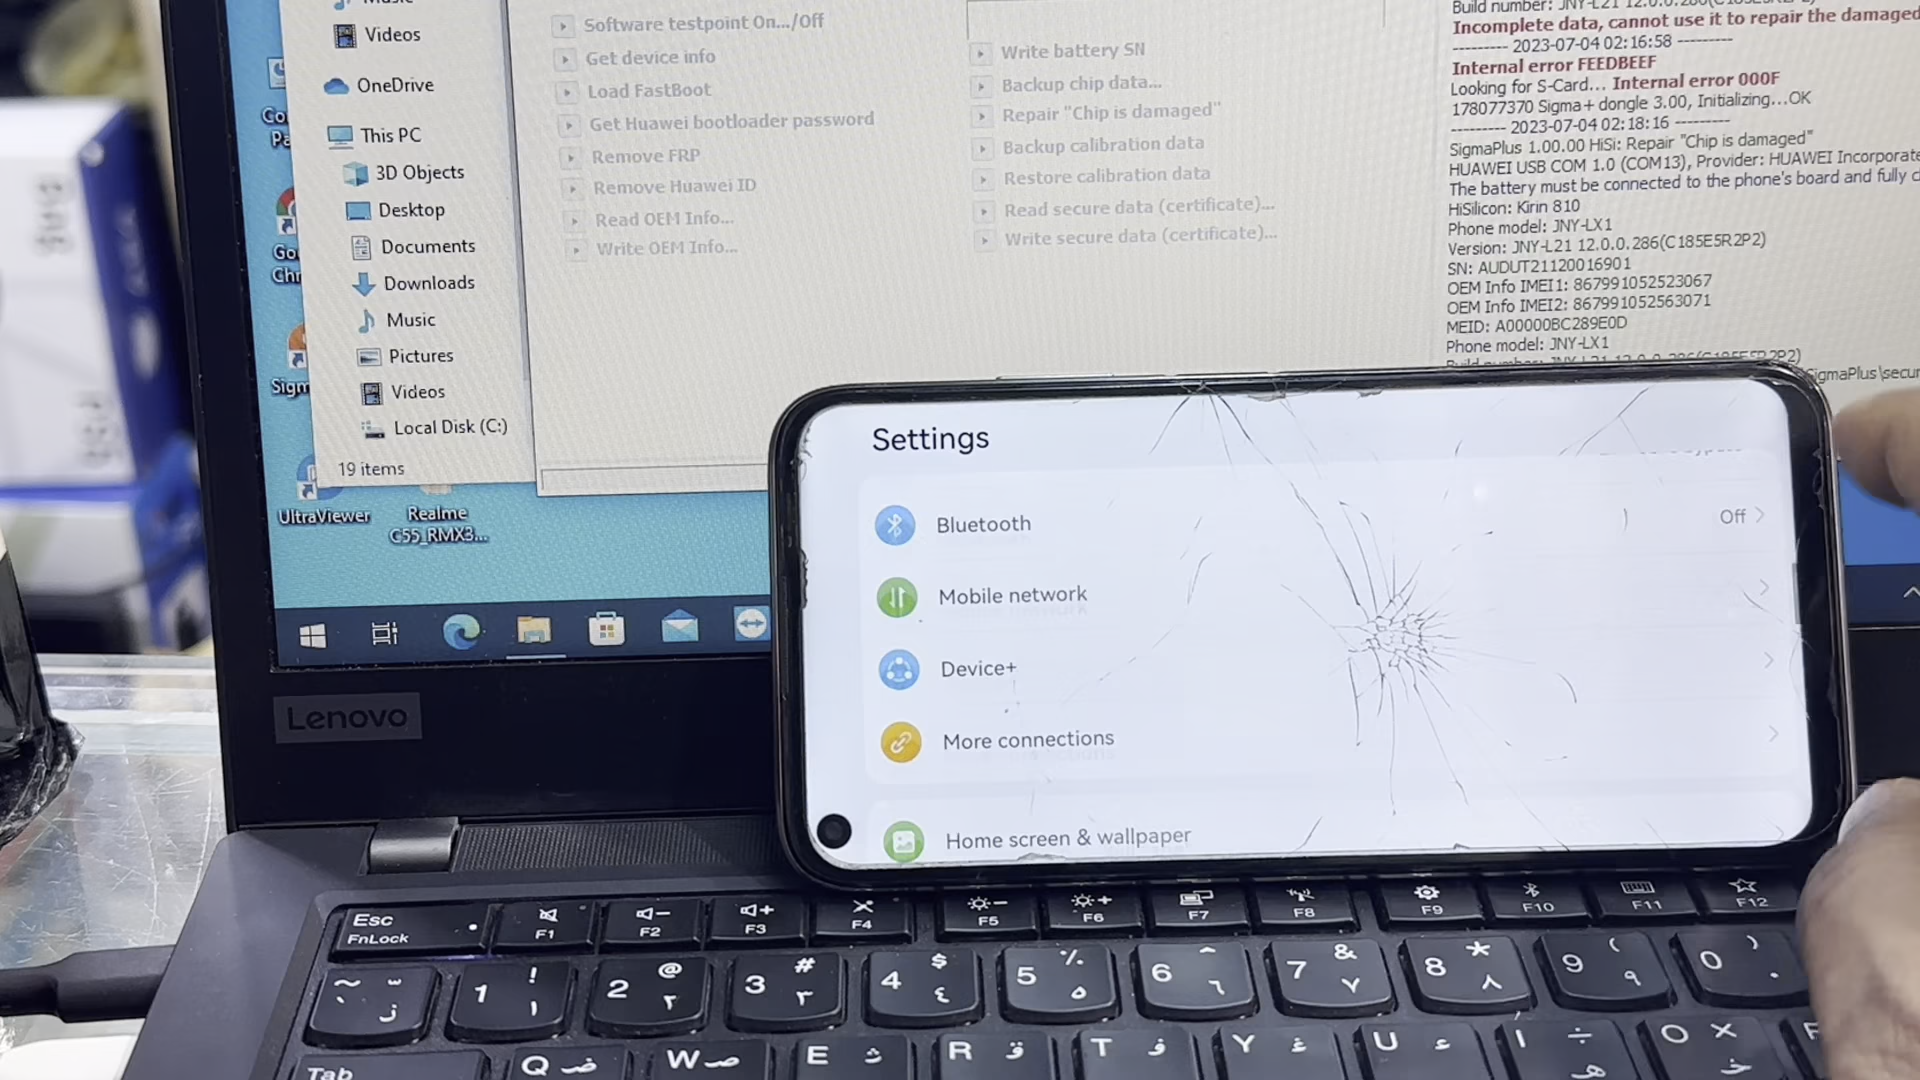 Videos
OneDrive
This PC
3D Objects
Desktop
Documents
Downloads
Music
Pictures
Videos
Local Disk (C:)
19 items
UltraViewer
Realme
C55_RMX3...
Software testpoint On.../Off
Get device info
Load FastBoot
Get Huawei bootloader password
Remove FRP
Remove Huawei ID
Read OEM Info...
Write OEM Info...
Write battery SN
Backup chip data...
Repair "Chip is damaged"
Backup calibration data
Restore calibration data
Read secure data (certificate)...
Write secure data (certificate)...
Incomplete data, cannot use it to repair the damaged
--------- 2023-07-04 02:16:58 ---------
Internal error FEEDBEEF
Looking for S-Card... Internal error 000F
178077370 Sigma+ dongle 3.00, Initializing...OK
--------- 2023-07-04 02:18:16 ---------
SigmaPlus 1.00.00 HiSi: Repair "Chip is damaged"
HUAWEI USB COM 1.0 (COM13), Provider: HUAWEI Incorporate
The battery must be connected to the phone's board and fully c
HiSilicon: Kirin 810
Phone model: JNY-LX1
Version: JNY-L21 12.0.0.286(C185E5R2P2)
SN: AUDUT21120016901
OEM Info IMEI1: 867991052523067
OEM Info IMEI2: 867991052563071
MEID: A00000BC289E0D
Phone model: JNY-LX1
SigmaPlus\secur
Settings
Bluetooth
Off
Mobile network
Device+
More connections
Home screen & wallpaper
Lenovo
Esc F1 F2 F3 F4 F5 F6 F7 F8 F9 F10 F11 F12
FnLock
~ ! @ # $ ٪ ^ & * ( )
1 ١ 2 ٢ 3 ٣ 4 ٤ 5 ٥ 6 ٦ 7 ٧ 8 ٨ 9 ٩ 0 ٠
Tab Q ض W ص E ث R ق T ف Y غ U ع I ÷ ه O × خ